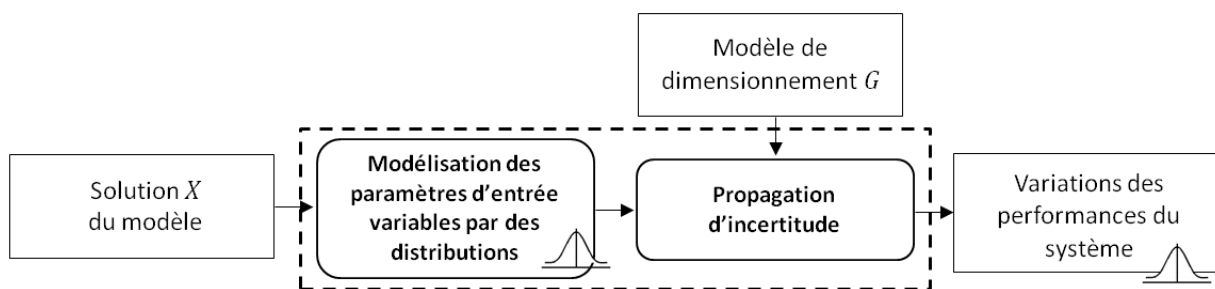 Modèle de
dimensionnement G
Solution X
du modèle
Modélisation des
paramètres d'entrée
variables par des
distributions
Propagation
d'incertitude
Variations des
performances du
système